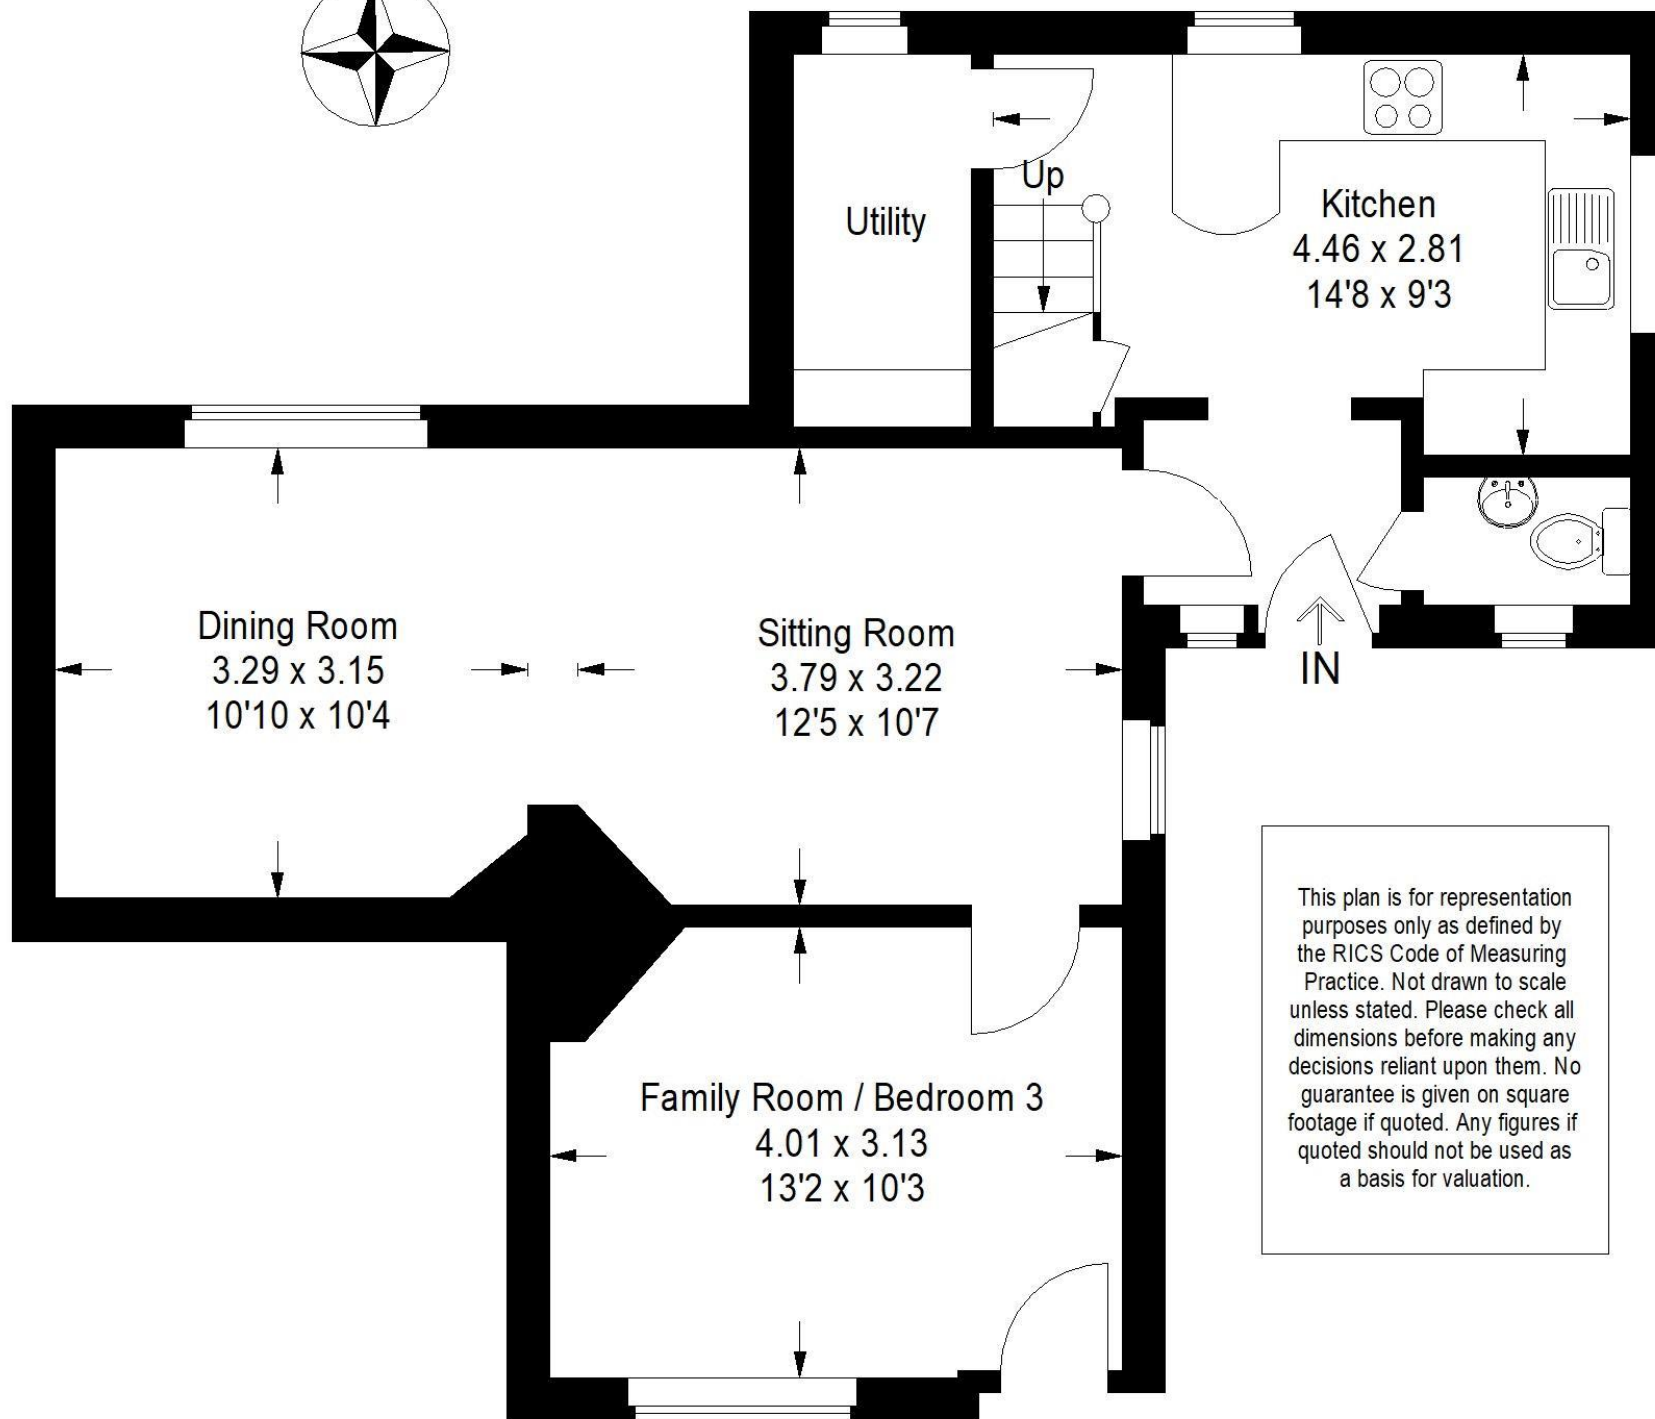 Up
Utility
Kitchen
4.46 x 2.81
14'8 x 9'3
Dining Room
3.29 x 3.15
10'10 x 10'4
Sitting Room
3.79 x 3.22
12'5 x 10'7
IN
Family Room / Bedroom 3
4.01 x 3.13
13'2 x 10'3
This plan is for representation
purposes only as defined by
the RICS Code of Measuring
Practice. Not drawn to scale
unless stated. Please check all
dimensions before making any
decisions reliant upon them. No
guarantee is given on square
footage if quoted. Any figures if
quoted should not be used as
a basis for valuation.